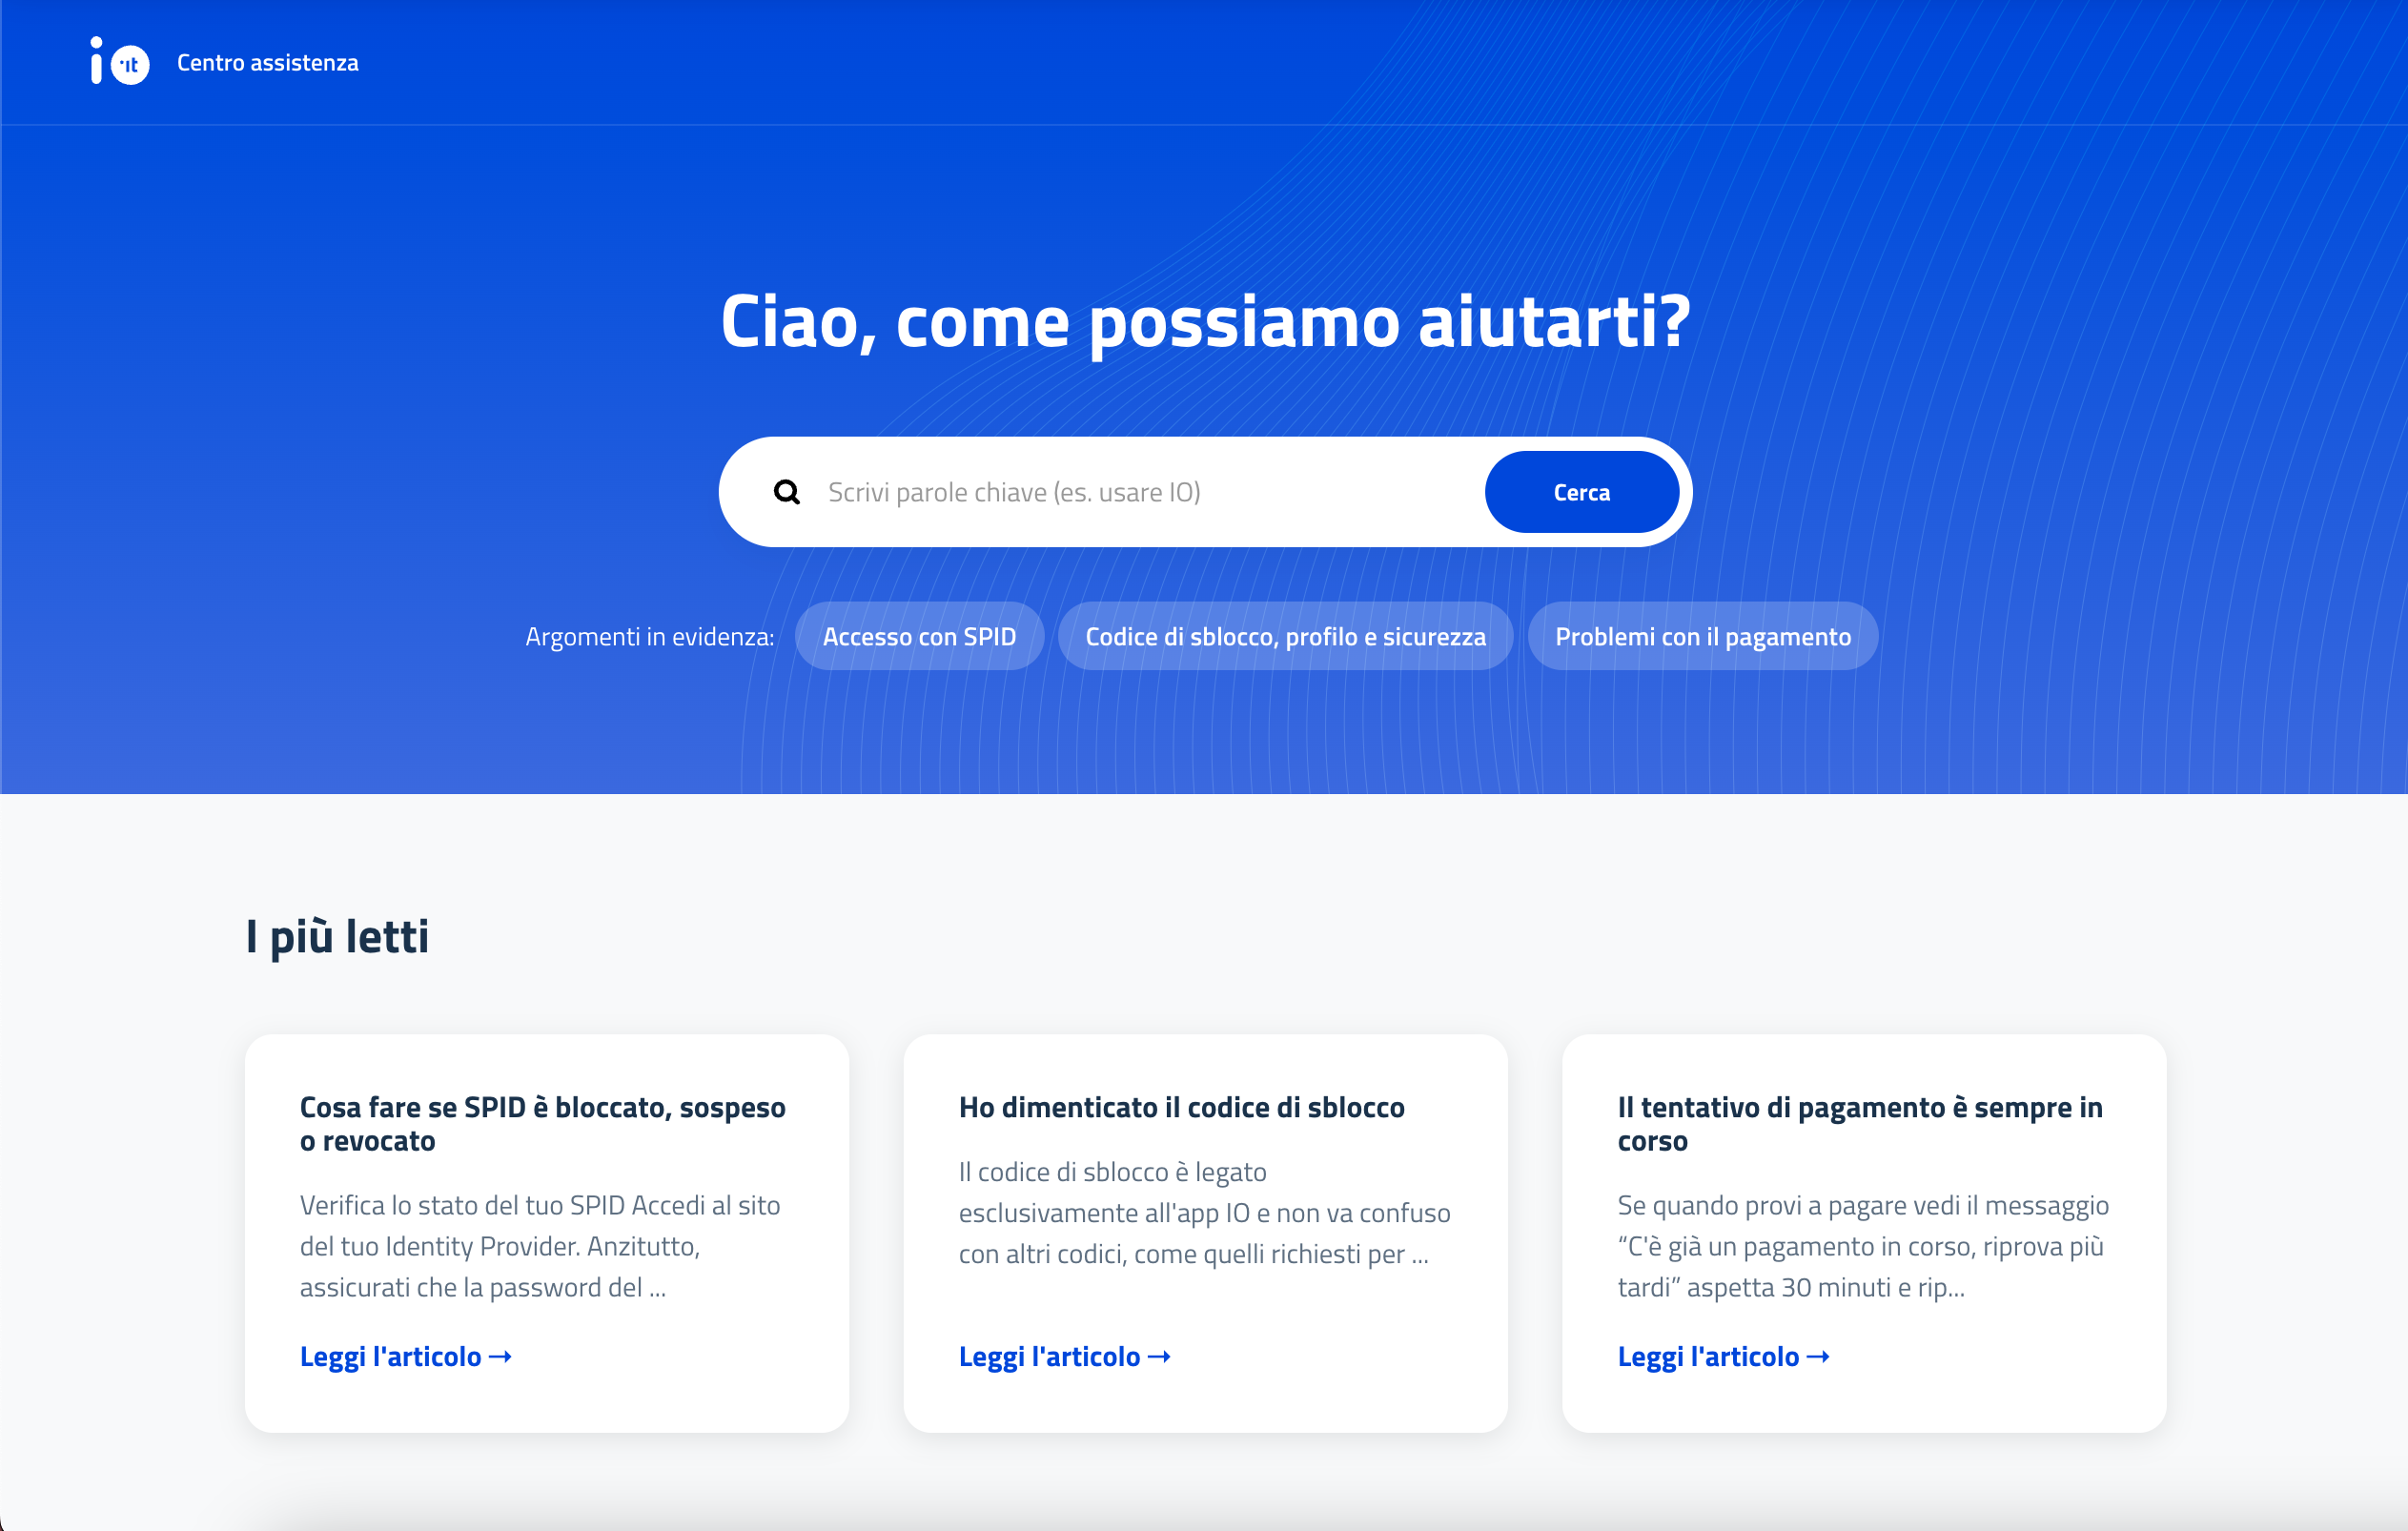 io .it Centro assistenza
Ciao, come possiamo aiutarti?
Scrivi parole chiave (es. usare IO)
Cerca
Argomenti in evidenza: Accesso con SPID Codice di sblocco, profilo e sicurezza Problemi con il pagamento
I più letti
Cosa fare se SPID è bloccato, sospeso
o revocato
Verifica lo stato del tuo SPID Accedi al sito
del tuo Identity Provider. Anzitutto,
assicurati che la password del ...
Leggi l'articolo →
Ho dimenticato il codice di sblocco
Il codice di sblocco è legato
esclusivamente all'app IO e non va confuso
con altri codici, come quelli richiesti per ...
Leggi l'articolo →
Il tentativo di pagamento è sempre in
corso
Se quando provi a pagare vedi il messaggio
“C'è già un pagamento in corso, riprova più
tardi” aspetta 30 minuti e rip...
Leggi l'articolo →